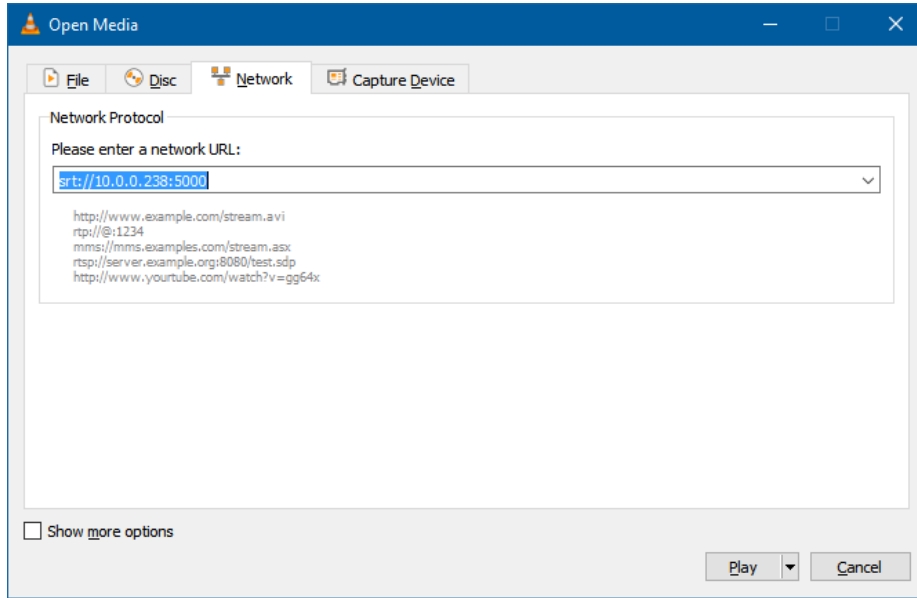 Open Media
File
Disc
Network
Capture Device
Network Protocol
Please enter a network URL:
srt://10.0.0.238:5000
http://www.example.com/stream.avi
rtp://@:1234
mms://mms.examples.com/stream.asx
rtsp://server.example.org:8080/test.sdp
http://www.yourtube.com/watch?v=gg64x
Show more options
Play
Cancel